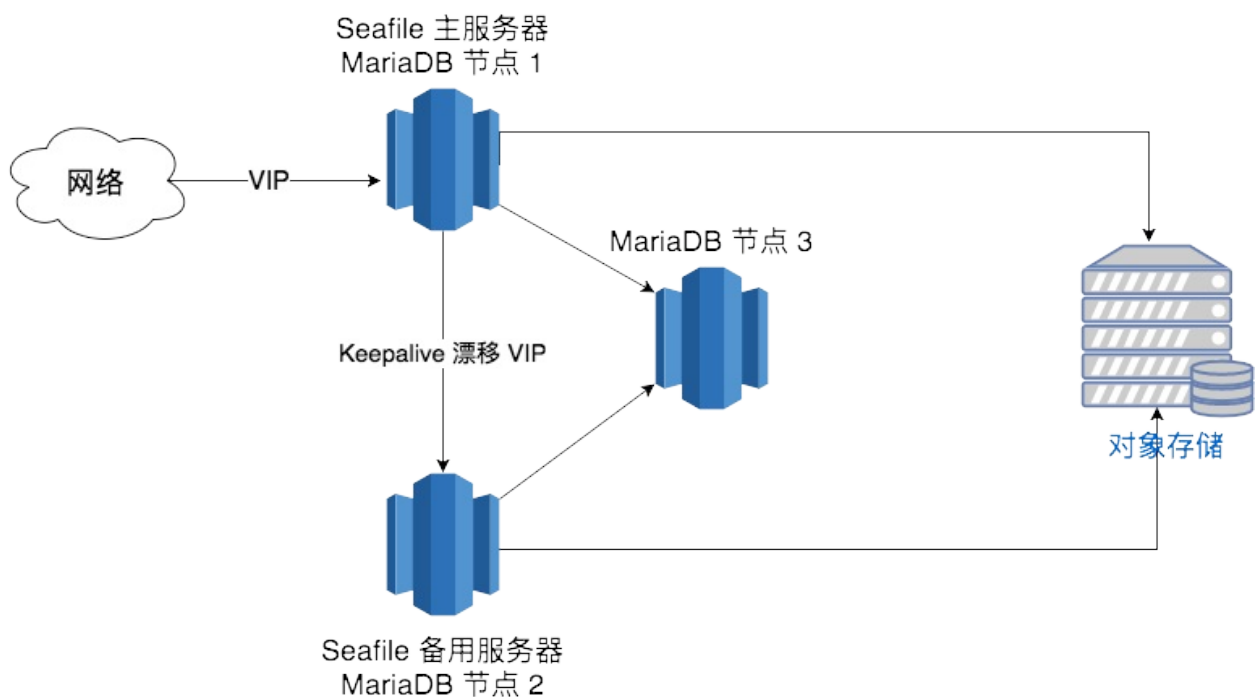 Seafile 主服务器
MariaDB 节点 1
网络
VIP
MariaDB 节点 3
Keepalive 漂移 VIP
对象存储
Seafile 备用服务器
MariaDB 节点 2